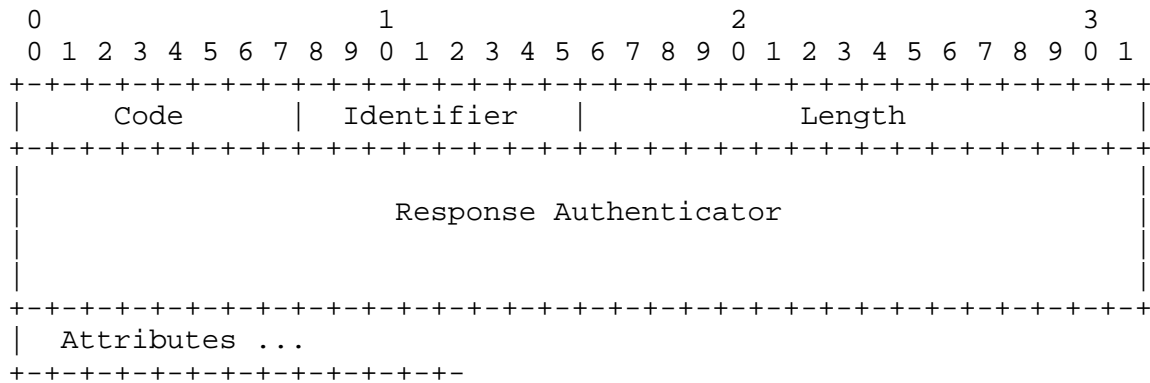 0                   1                   2                   3
 0 1 2 3 4 5 6 7 8 9 0 1 2 3 4 5 6 7 8 9 0 1 2 3 4 5 6 7 8 9 0 1
+-+-+-+-+-+-+-+-+-+-+-+-+-+-+-+-+-+-+-+-+-+-+-+-+-+-+-+-+-+-+-+-+
|     Code      |  Identifier   |            Length             |
+-+-+-+-+-+-+-+-+-+-+-+-+-+-+-+-+-+-+-+-+-+-+-+-+-+-+-+-+-+-+-+-+
|                                                               |
|                     Response Authenticator                    |
|                                                               |
|                                                               |
+-+-+-+-+-+-+-+-+-+-+-+-+-+-+-+-+-+-+-+-+-+-+-+-+-+-+-+-+-+-+-+-+
|  Attributes ...
+-+-+-+-+-+-+-+-+-+-+-+-+-